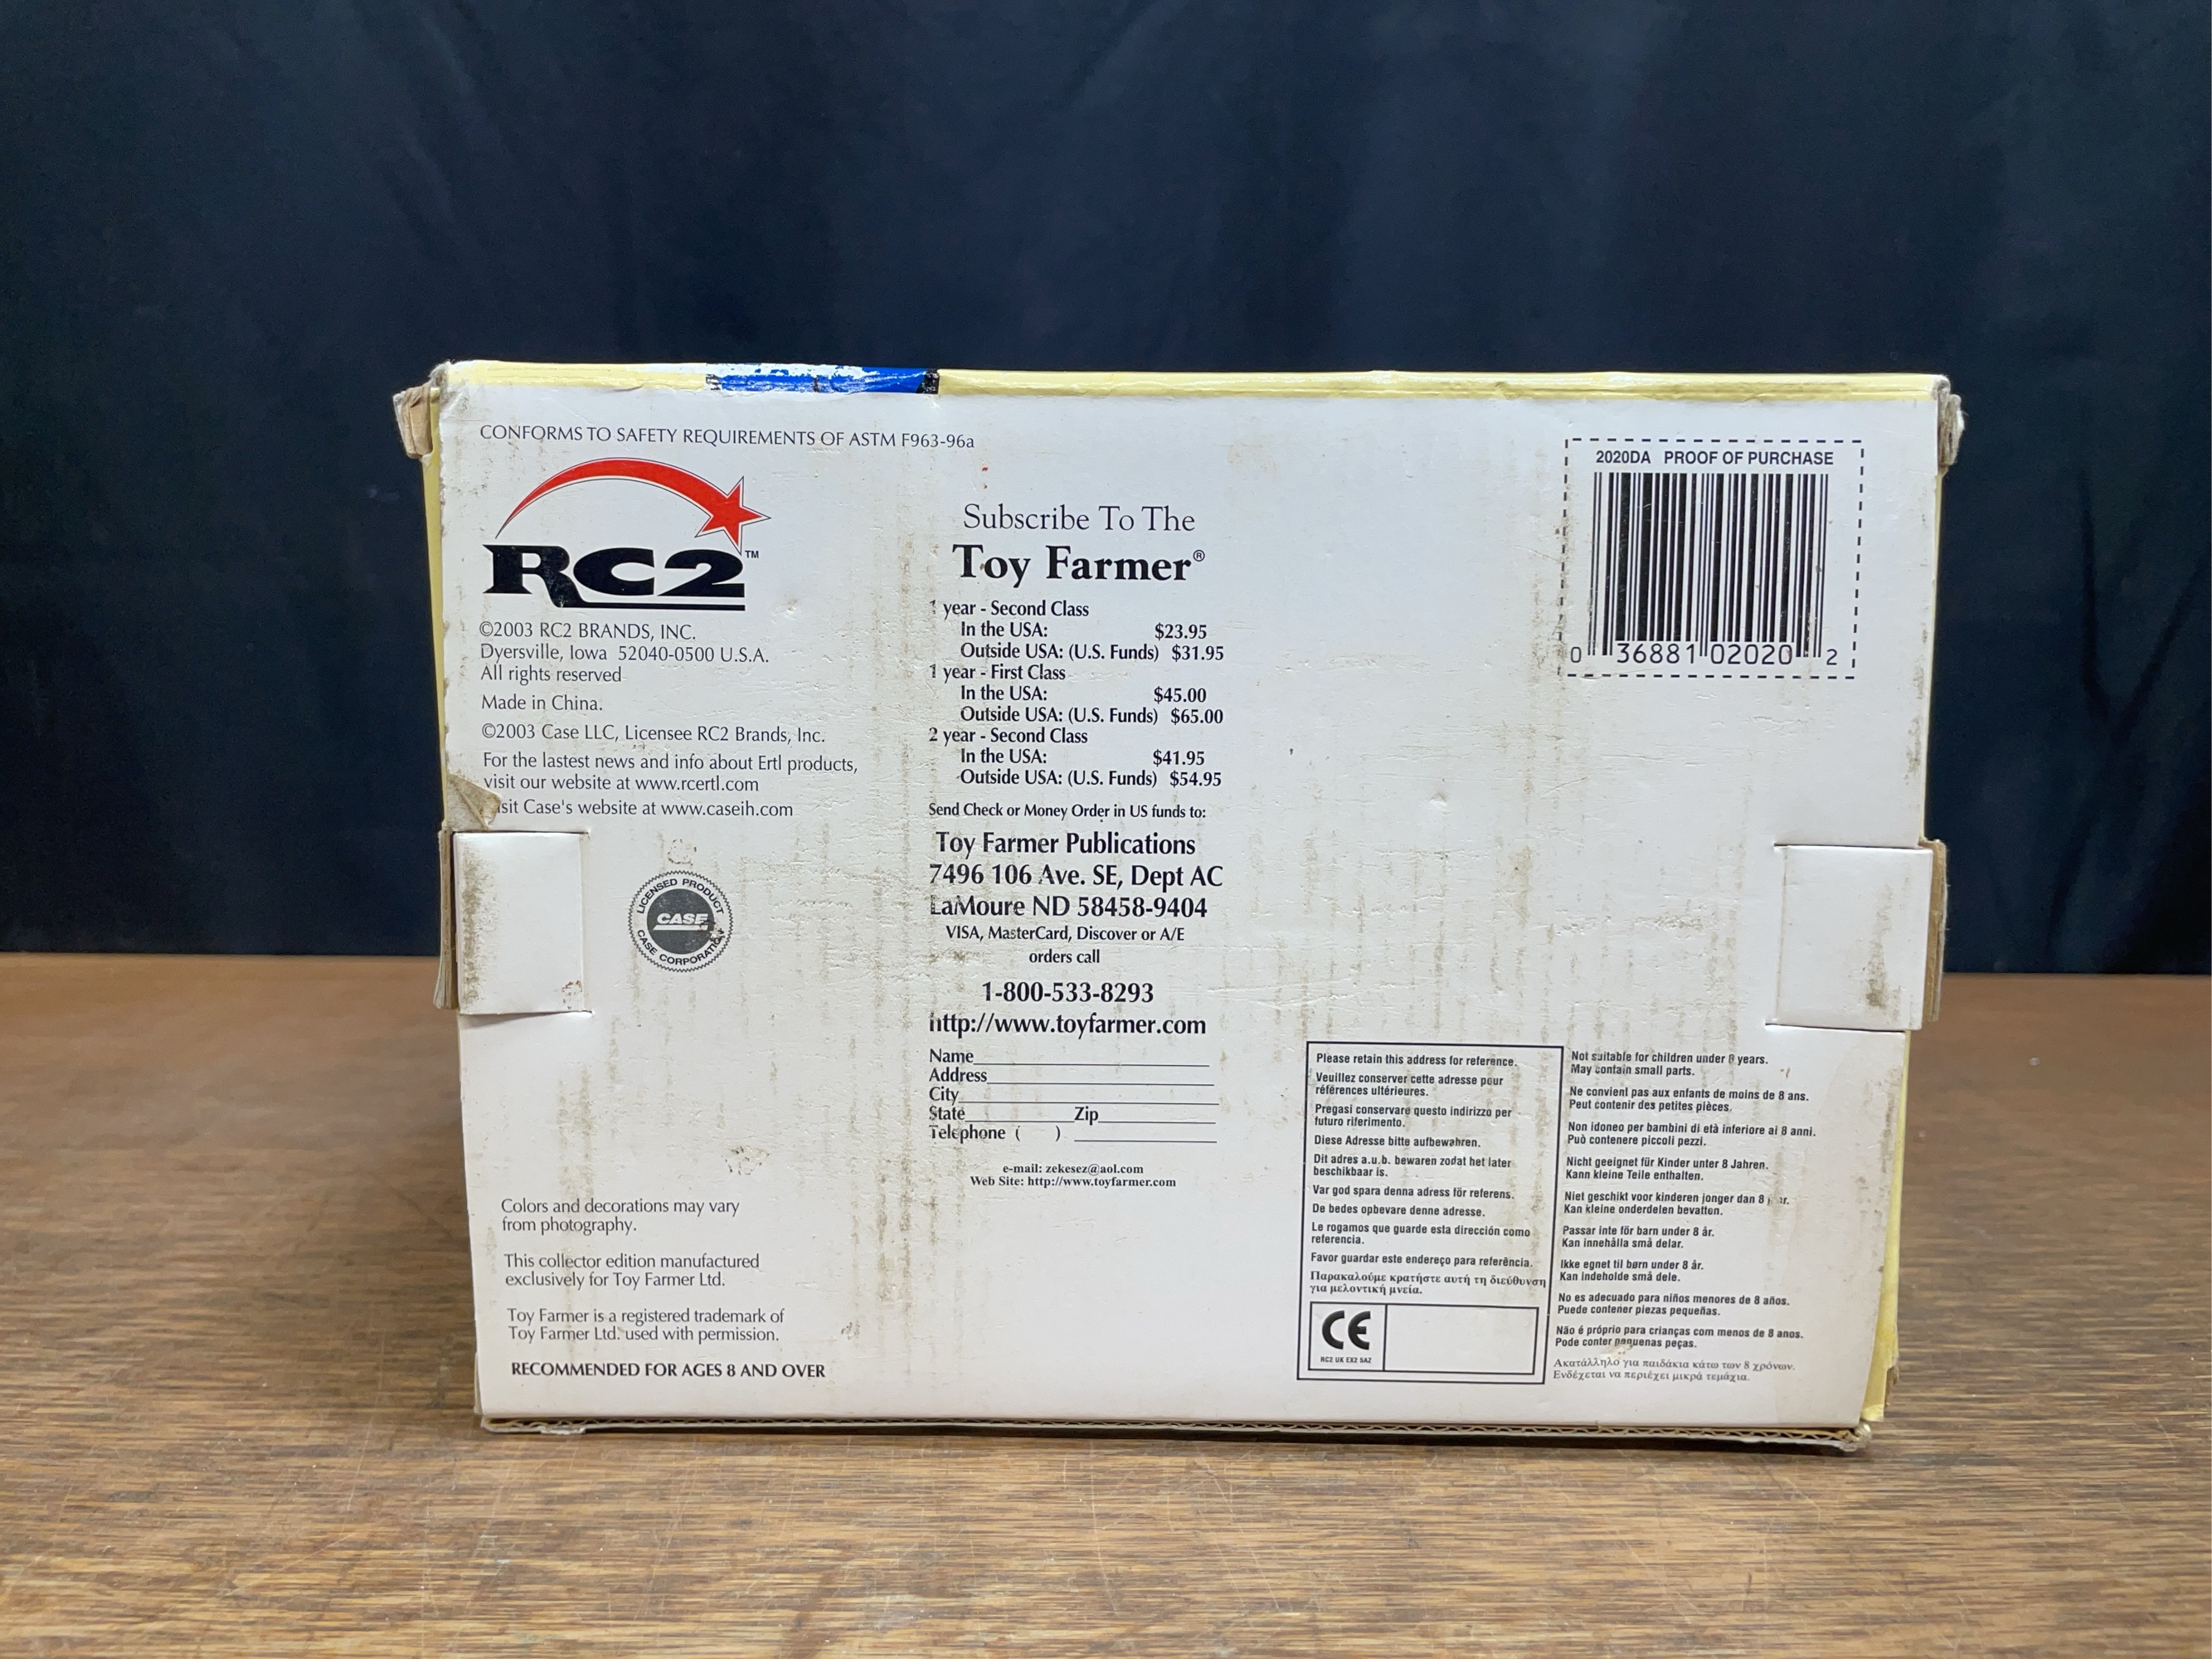 CONFORMS TO SAFETY REQUIREMENTS OF ASTM F963-96a
RC2™
©2003 RC2 BRANDS, INC.
Dyersville, Iowa 52040-0500 U.S.A.
All rights reserved
Made in China.
©2003 Case LLC, Licensee RC2 Brands, Inc.
For the lastest news and info about Ertl products,
visit our website at www.rcertl.com
Visit Case's website at www.caseih.com
LICENSED PRODUCT
CASE
CASE CORPORATION
Colors and decorations may vary
from photography.
This collector edition manufactured
exclusively for Toy Farmer Ltd.
Toy Farmer is a registered trademark of
Toy Farmer Ltd. used with permission.
RECOMMENDED FOR AGES 8 AND OVER
Subscribe To The
Toy Farmer®
1 year - Second Class
In the USA: $23.95
Outside USA: (U.S. Funds) $31.95
1 year - First Class
In the USA: $45.00
Outside USA: (U.S. Funds) $65.00
2 year - Second Class
In the USA: $41.95
Outside USA: (U.S. Funds) $54.95
Send Check or Money Order in US funds to:
Toy Farmer Publications
7496 106 Ave. SE, Dept AC
LaMoure ND 58458-9404
VISA, MasterCard, Discover or A/E
orders call
1-800-533-8293
http://www.toyfarmer.com
Name
Address
City
State Zip
Telephone ( )
e-mail: zekesez@aol.com
Web Site: http://www.toyfarmer.com
2020DA PROOF OF PURCHASE
0 36881 02020 2
Please retain this address for reference.
Veuillez conserver cette adresse pour
références ultérieures.
Pregasi conservare questo indirizzo per
futuro riferimento.
Diese Adresse bitte aufbewahren.
Dit adres a.u.b. bewaren zodat het later
beschikbaar is.
Var god spara denna adress för referens.
De bedes opbevare denne adresse.
Le rogamos que guarde esta dirección como
referencia.
Favor guardar este endereço para referência.
Παρακαλούμε κρατήστε αυτή τη διεύθυνση
για μελοντική μνεία.
CE
RC2 UK EX2 5AZ
Not suitable for children under 8 years.
May contain small parts.
Ne convient pas aux enfants de moins de 8 ans.
Peut contenir des petites pièces.
Non idoneo per bambini di età inferiore ai 8 anni.
Può contenere piccoli pezzi.
Nicht geeignet für Kinder unter 8 Jahren.
Kann kleine Teile enthalten.
Niet geschikt voor kinderen jonger dan 8
Kan kleine onderdelen bevatten.
Passar inte för barn under 8 år.
Kan innehålla små delar.
Ikke egnet til børn under 8 år.
Kan indeholde små dele.
No es adecuado para niños menores de 8 años.
Puede contener piezas pequeñas.
Não é próprio para crianças com menos de 8 anos.
Pode conter pequenas peças.
Ακατάλληλο για παιδάκια κάτω των 8 χρόνων.
Ενδέχεται να περιέχει μικρά τεμάχια.